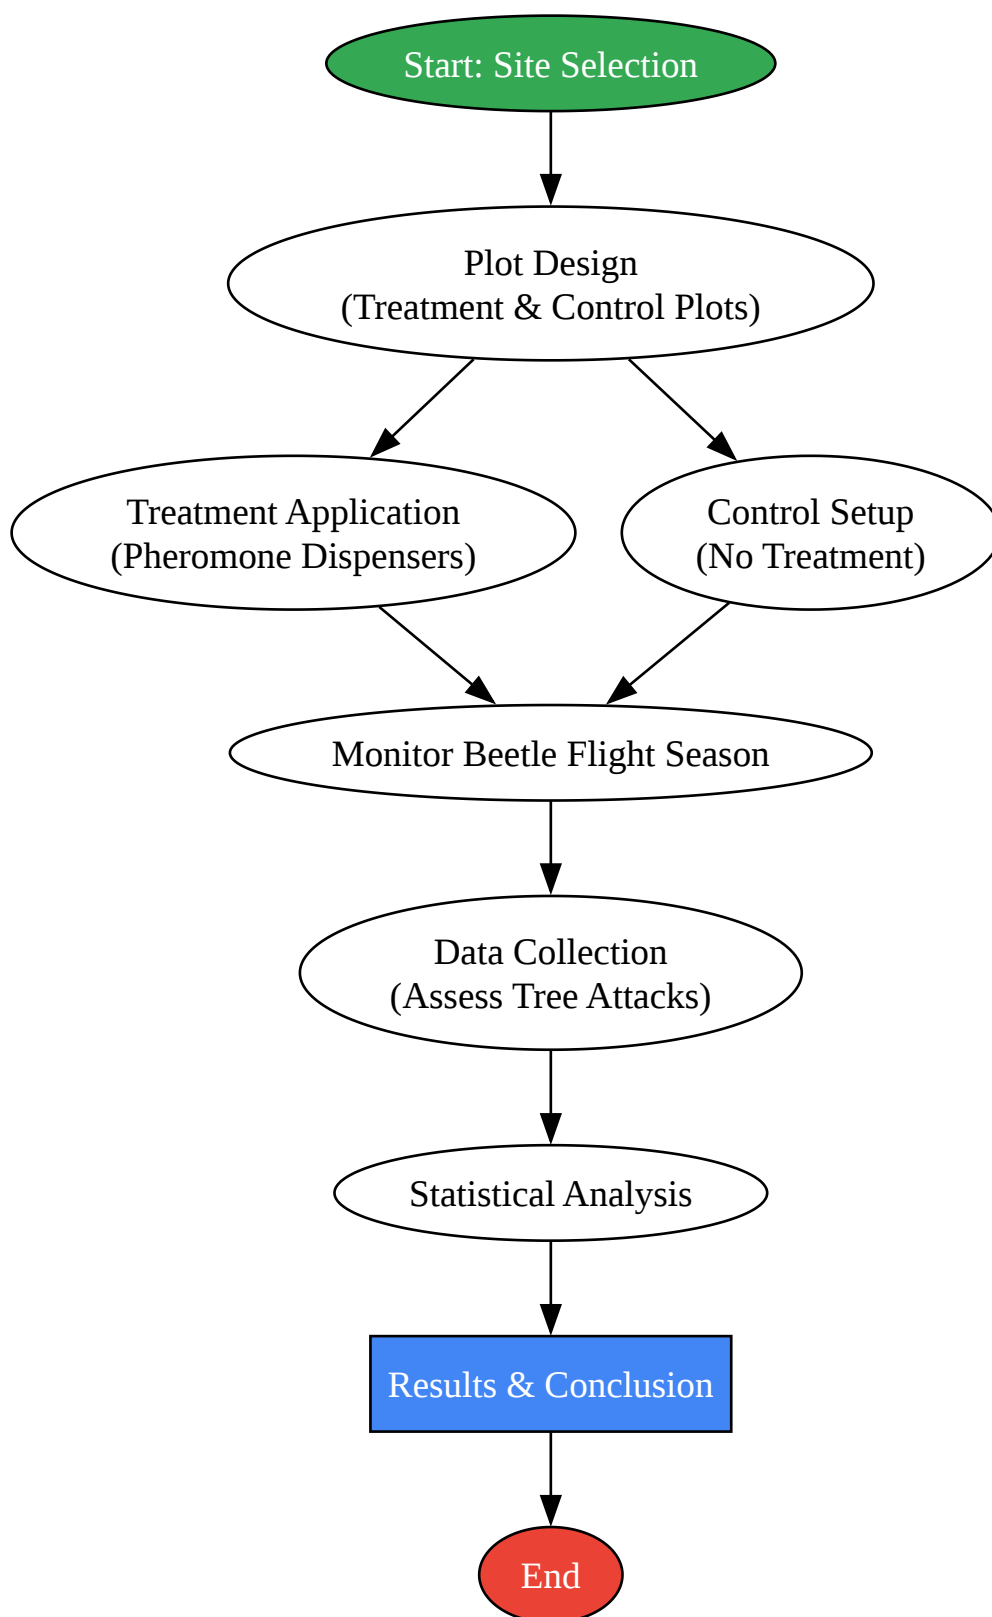 Start: Site Selection
Plot Design
(Treatment & Control Plots)
Treatment Application
(Pheromone Dispensers)
Control Setup
(No Treatment)
Monitor Beetle Flight Season
Data Collection
(Assess Tree Attacks)
Statistical Analysis
Results & Conclusion
End